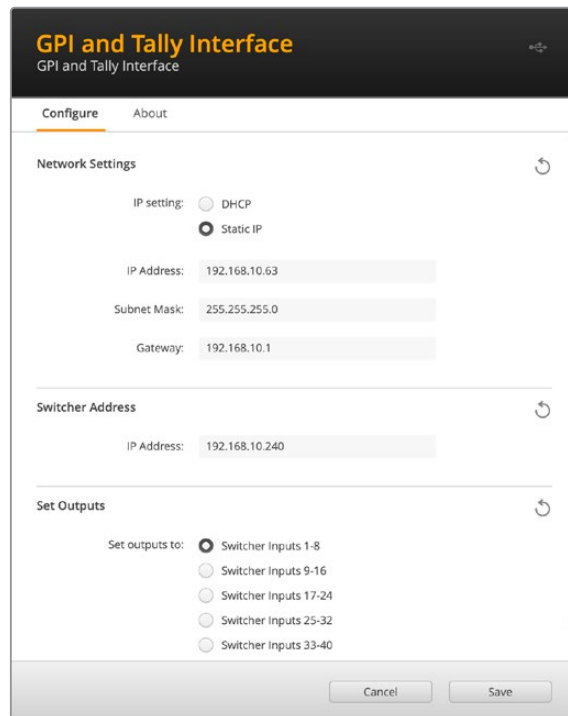 GPI and Tally Interface
GPI and Tally Interface
Configure About
Network Settings
IP setting: DHCP
Static IP
IP Address: 192.168.10.63
Subnet Mask: 255.255.255.0
Gateway: 192.168.10.1
Switcher Address
IP Address: 192.168.10.240
Set Outputs
Set outputs to: Switcher Inputs 1-8
Switcher Inputs 9-16
Switcher Inputs 17-24
Switcher Inputs 25-32
Switcher Inputs 33-40
Cancel Save